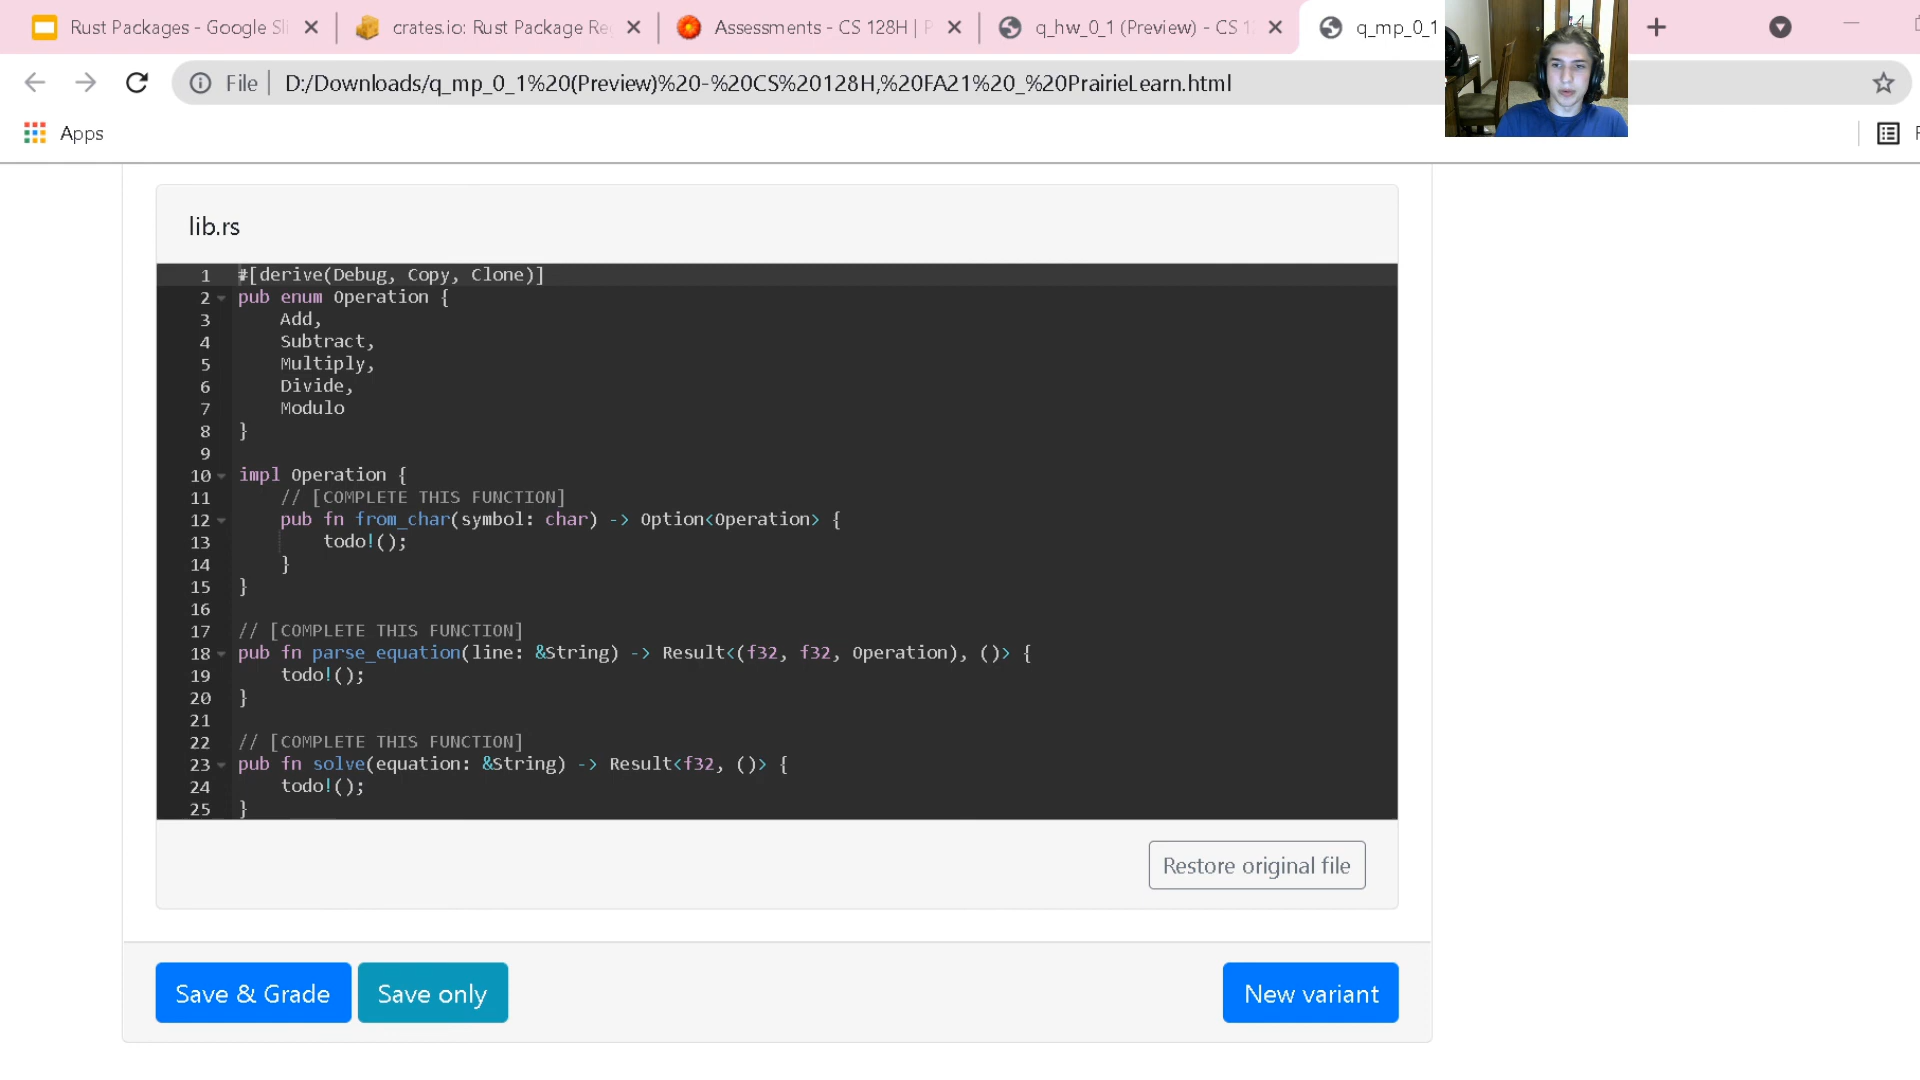 Rust Packages - Google Sli
crates.io: Rust Package Re
Assessments - CS 128H | P
q_hw_0_1 (Preview) - CS 1
q_mp_0_1
File | D:/Downloads/q_mp_0_1%20(Preview)%20-%20CS%20128H,%20FA21%20_%20PrairieLearn.html
Apps
lib.rs
1 #[derive(Debug, Copy, Clone)]
2 pub enum Operation {
3 Add,
4 Subtract,
5 Multiply,
6 Divide,
7 Modulo
8 }
9
10 impl Operation {
11 // [COMPLETE THIS FUNCTION]
12 pub fn from_char(symbol: char) -> Option<Operation> {
13 todo!();
14 }
15 }
16
17 // [COMPLETE THIS FUNCTION]
18 pub fn parse_equation(line: &String) -> Result<(f32, f32, Operation), ()> {
19 todo!();
20 }
21
22 // [COMPLETE THIS FUNCTION]
23 pub fn solve(equation: &String) -> Result<f32, ()> {
24 todo!();
25 }
Restore original file
Save & Grade
Save only
New variant